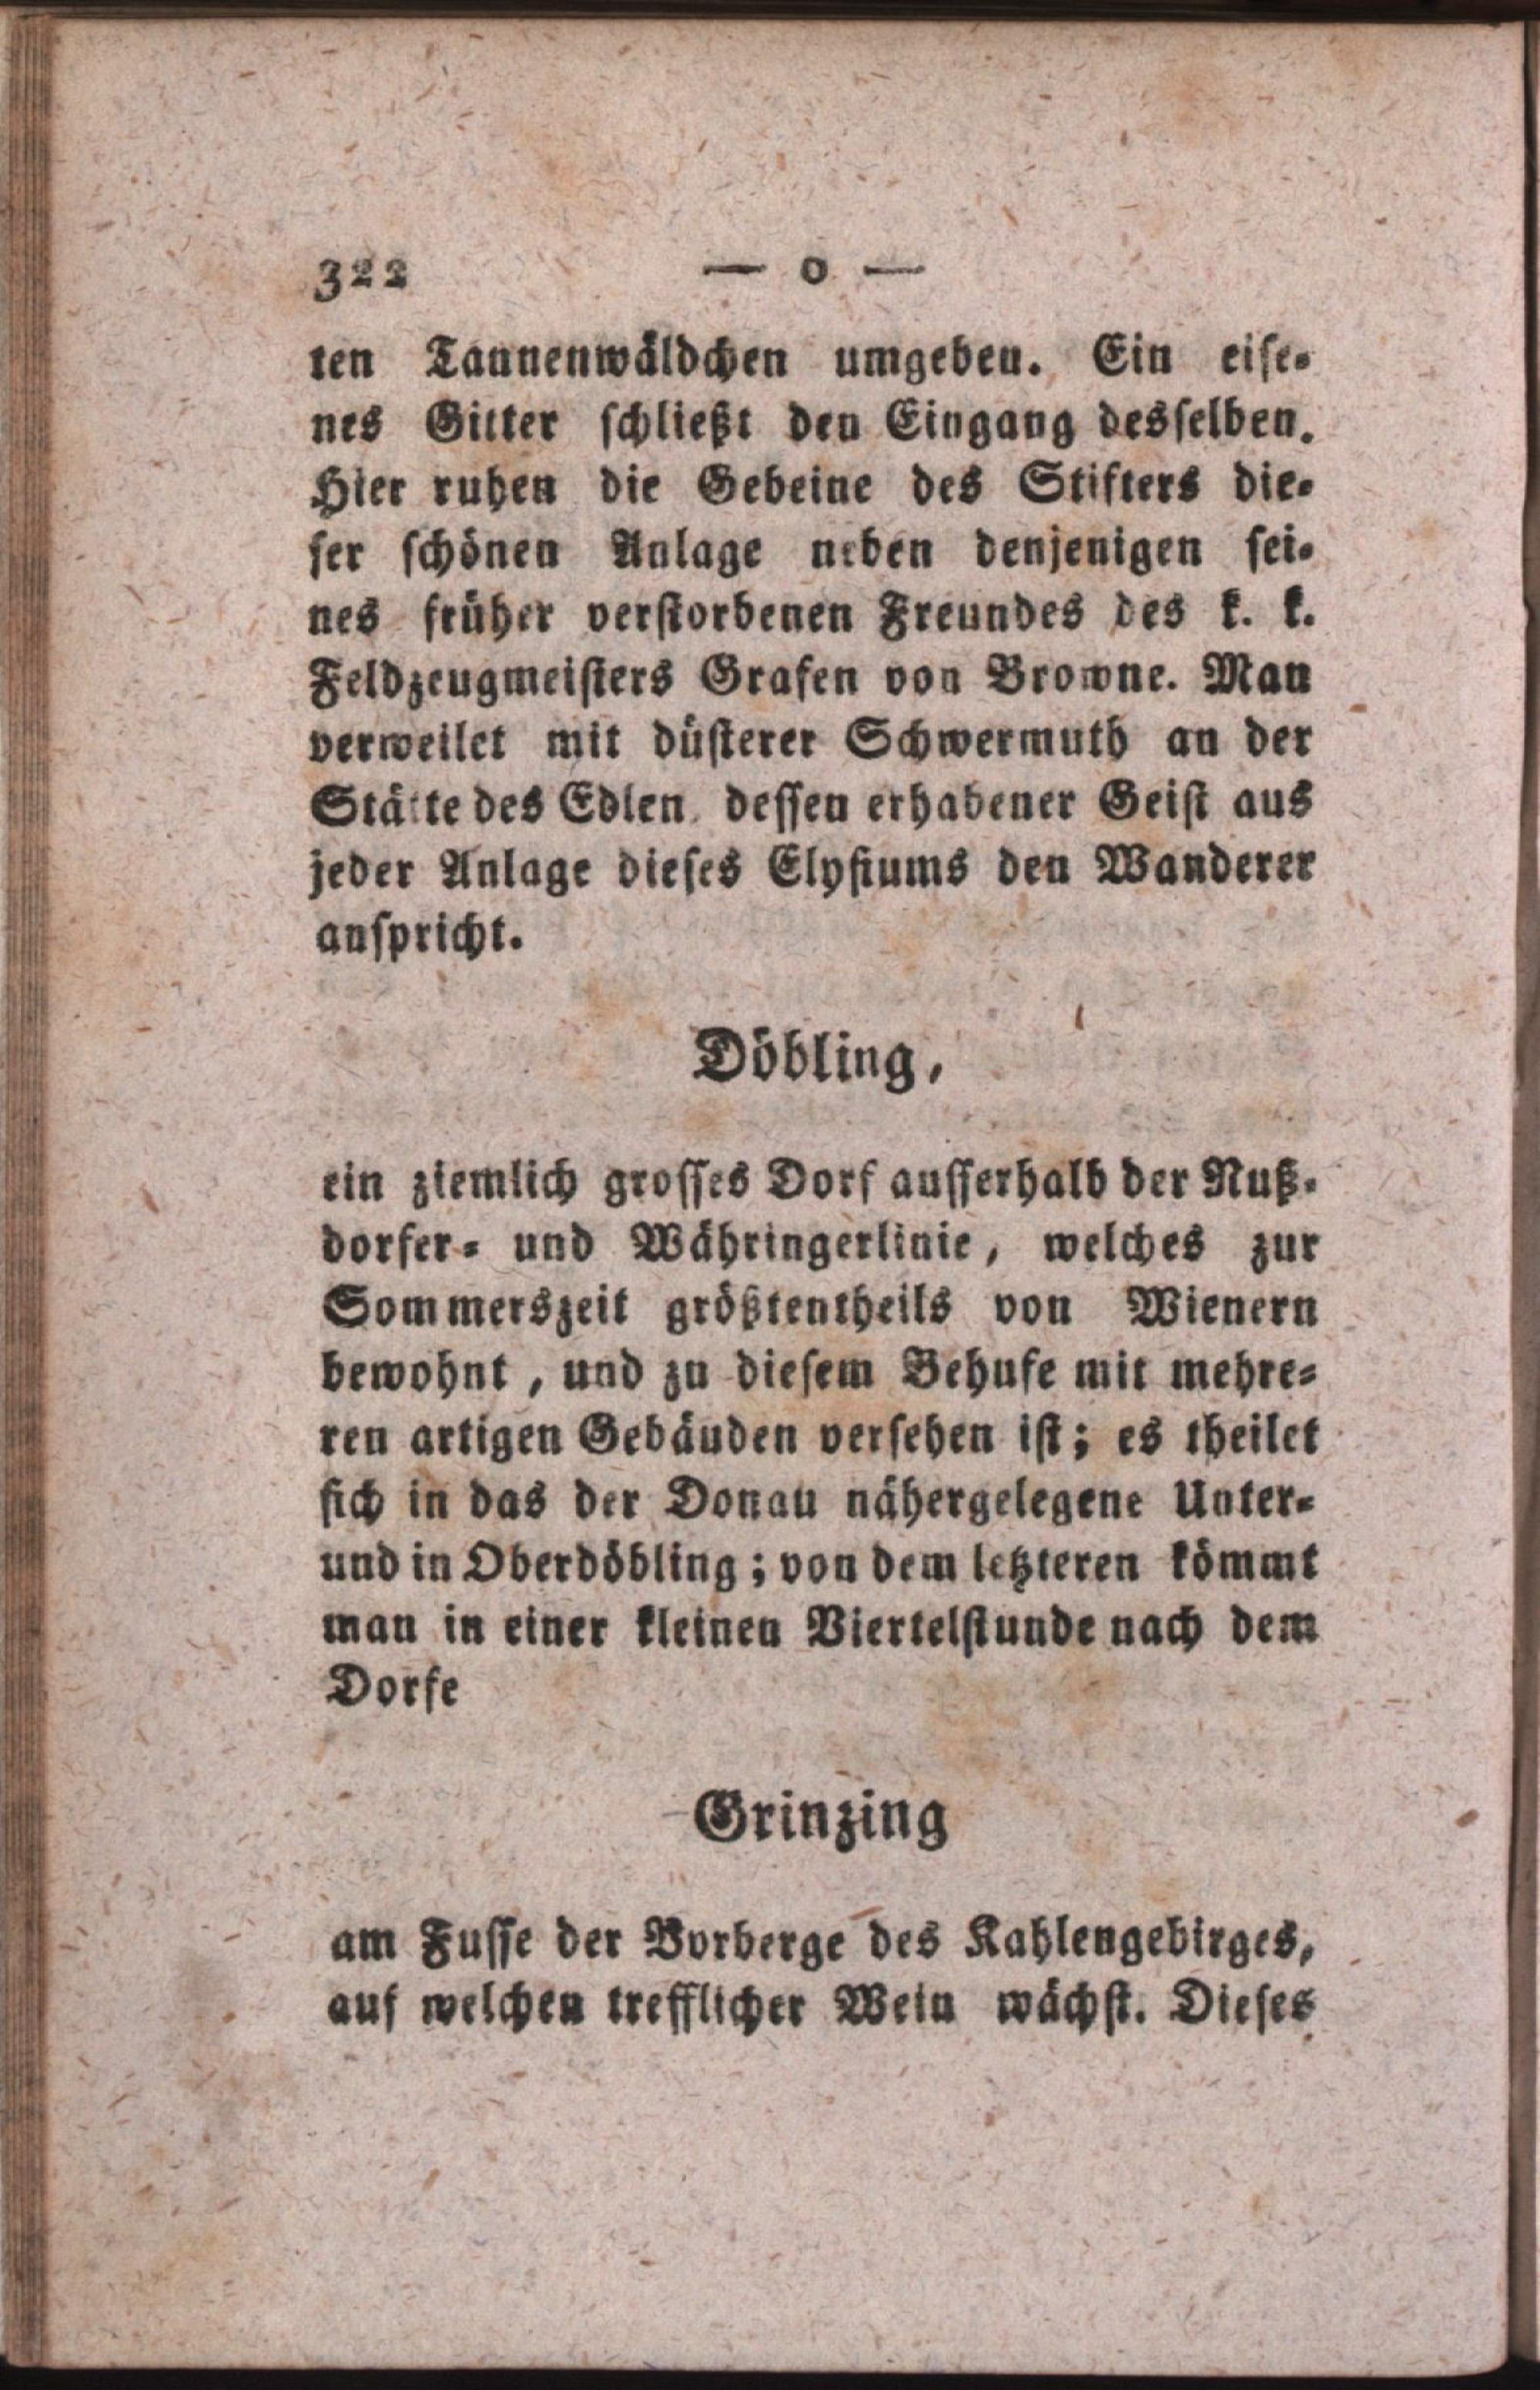 322 — o —
ten Tannenwäldchen umgeben. Ein eise-
nes Gitter schließt den Eingang desselben.
Hier ruhen die Gebeine des Stifters die-
ser schönen Anlage neben denjenigen sei-
nes früher verstorbenen Freundes des k. k.
Feldzeugmeisters Grafen von Browne. Man
verweilet mit düsterer Schwermuth an der
Stätte des Edlen, dessen erhabener Geist aus
jeder Anlage dieses Elysiums den Wanderer
anspricht.
Döbling,
ein ziemlich grosses Dorf ausserhalb der Nuß-
dorfer- und Währingerlinie, welches zur
Sommerszeit größtentheils von Wienern
bewohnt, und zu diesem Behufe mit mehre-
ren artigen Gebäuden versehen ist; es theilet
sich in das der Donau nähergelegene Unter-
und in Oberdöbling; von dem letzteren kömmt
man in einer kleinen Viertelstunde nach dem
Dorfe
Grinzing
am Fusse der Vorberge des Kahlengebirges,
auf welchen trefflicher Wein wächst. Dieses